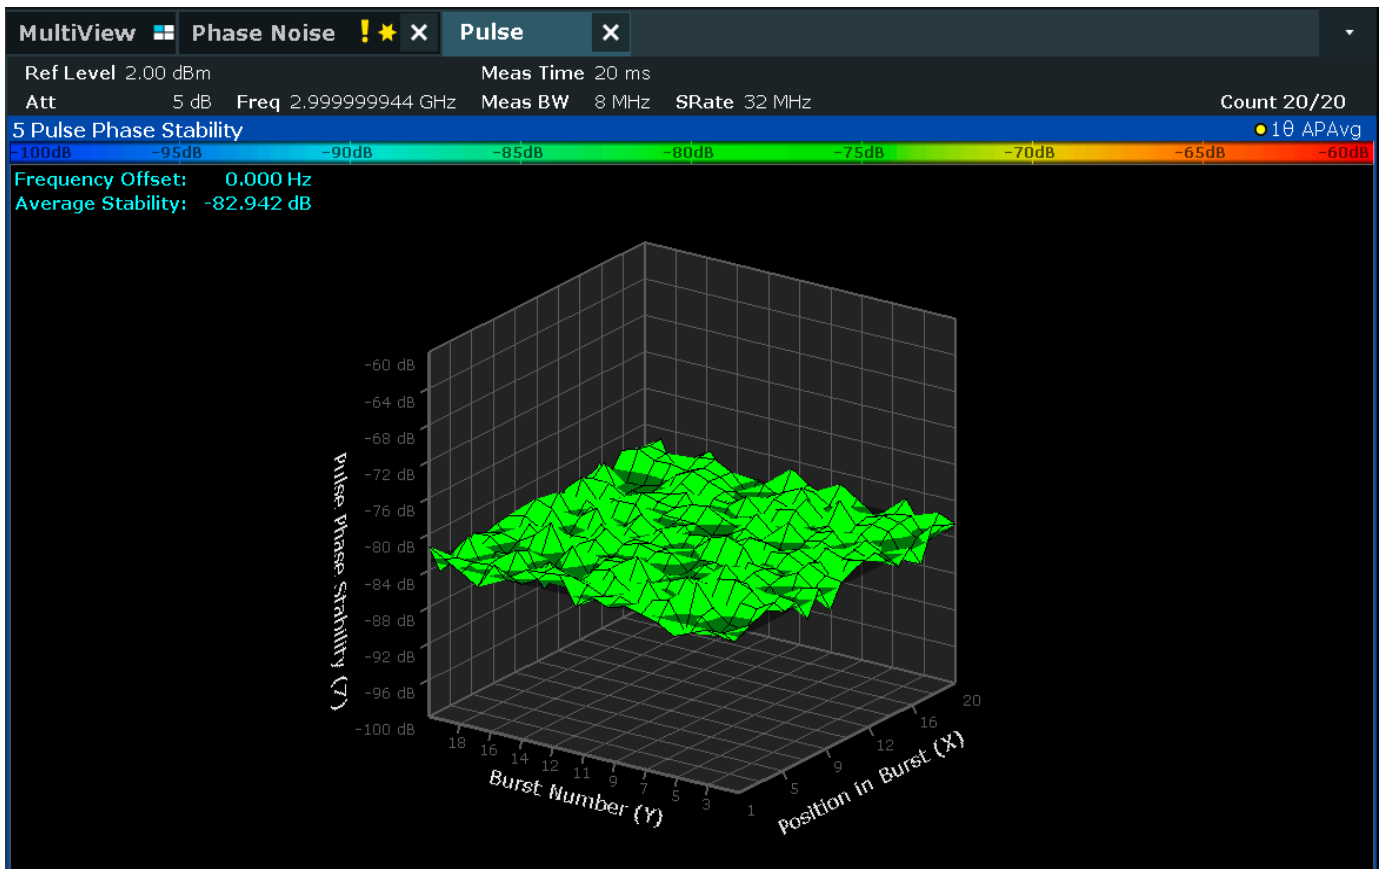 MultiView Phase Noise ! Pulse
Ref Level 2.00 dBm Meas Time 20 ms
Att 5 dB Freq 2.999999944 GHz Meas BW 8 MHz SRate 32 MHz Count 20/20
5 Pulse Phase Stability 1θ APAvg
-100dB -95dB -90dB -85dB -80dB -75dB -70dB -65dB -60dB
Frequency Offset: 0.000 Hz
Average Stability: -82.942 dB
-60 dB
-64 dB
-68 dB
-72 dB
-76 dB
-80 dB
-84 dB
-88 dB
-92 dB
-96 dB
-100 dB
Pulse Phase Stability (Z)
18 16 14 12 11 9 7 5 3
Burst Number (Y)
1 5 9 12 16 20
Position in Burst (X)